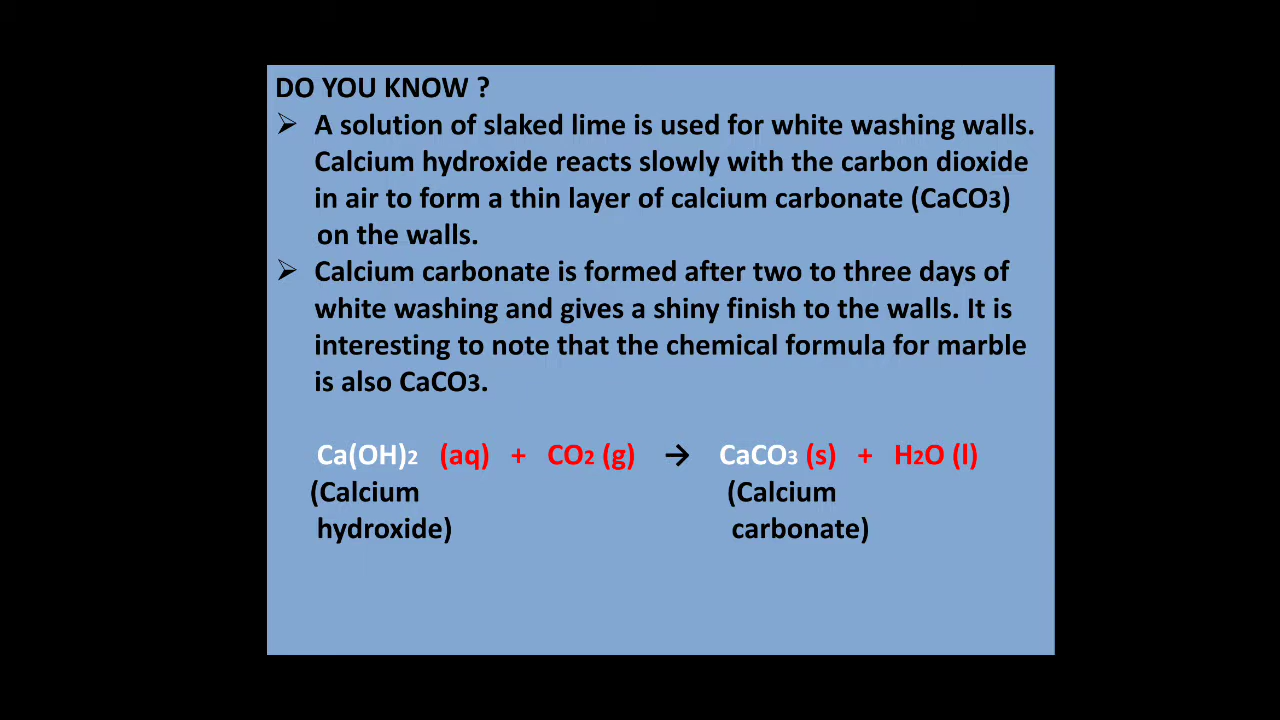 DO YOU KNOW ?
➢ A solution of slaked lime is used for white washing walls.
Calcium hydroxide reacts slowly with the carbon dioxide
in air to form a thin layer of calcium carbonate (CaCO3)
on the walls.
➢ Calcium carbonate is formed after two to three days of
white washing and gives a shiny finish to the walls. It is
interesting to note that the chemical formula for marble
is also CaCO3.
Ca(OH)2 (aq) + CO2 (g) → CaCO3 (s) + H2O (l)
(Calcium (Calcium
hydroxide) carbonate)